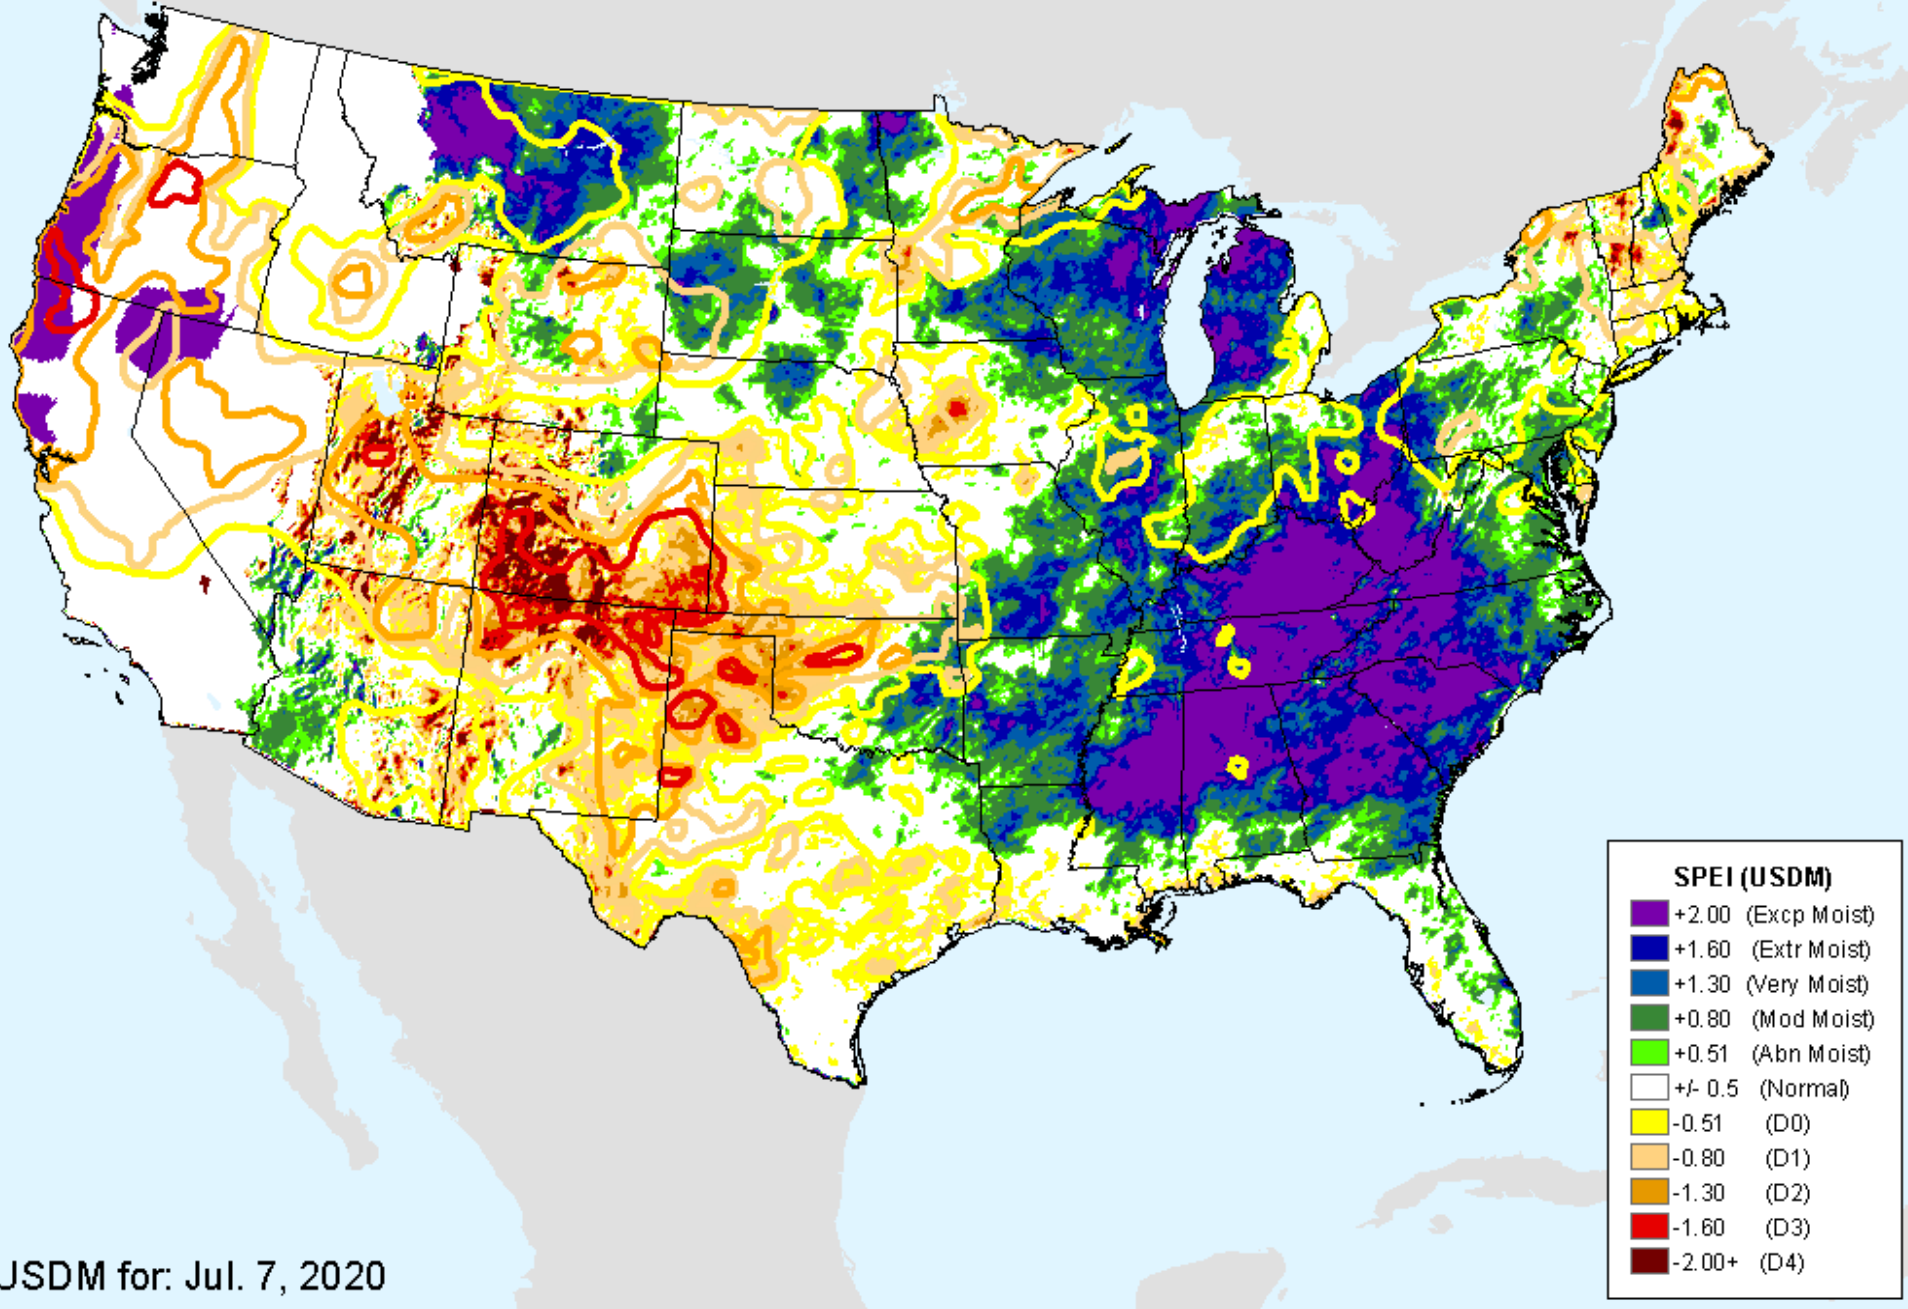 SPEI (USDM)
+2.00 (Excp Moist)
+1.60 (Extr Moist)
+1.30 (Very Moist)
+0.80 (Mod Moist)
+0.51 (Abn Moist)
+/- 0.5 (Normal)
-0.51 (D0)
-0.80 (D1)
-1.30 (D2)
-1.60 (D3)
-2.00+ (D4)
USDM for: Jul. 7, 2020